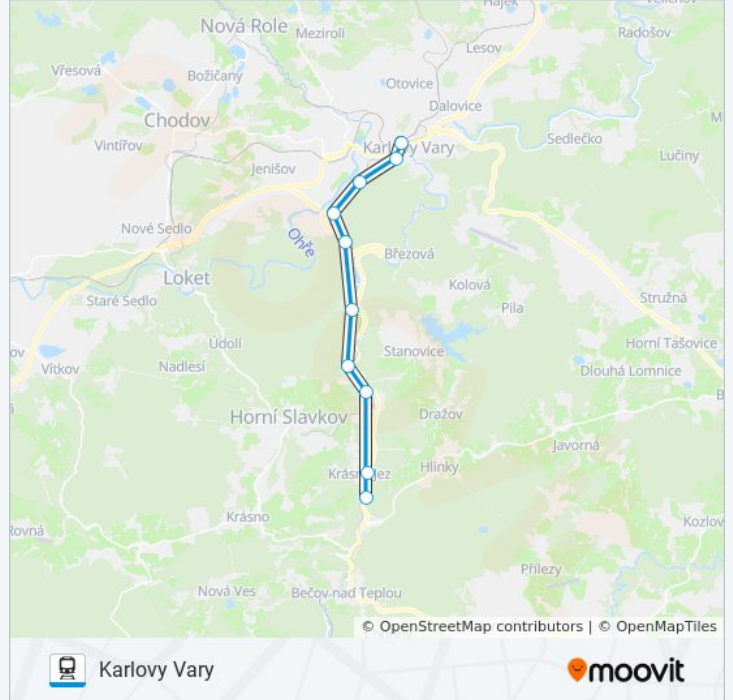 Hájek
Nová Role
Mezirolí
Radošov
Lesov
Vřesová
Božičany
Otovice
Dalovice
Chodov
Sedlečko
Vintířov
Karlovy Vary
Lučiny
Jenišov
Nové Sedlo
Ohře
Březová
Loket
Kolová
Staré Sedlo
Pila
Stružná
Údolí
Horní Tašovice
Stanovice
Vítkov
Nadlesí
Dlouhá Lomnice
Horní Slavkov
Dražov
Javorná
Hlinky
Krásno
Kozlov
Přílezy
Nová Ves
Bečov nad Teplou
© OpenStreetMap contributors | © OpenMapTiles
Karlovy Vary
moovit